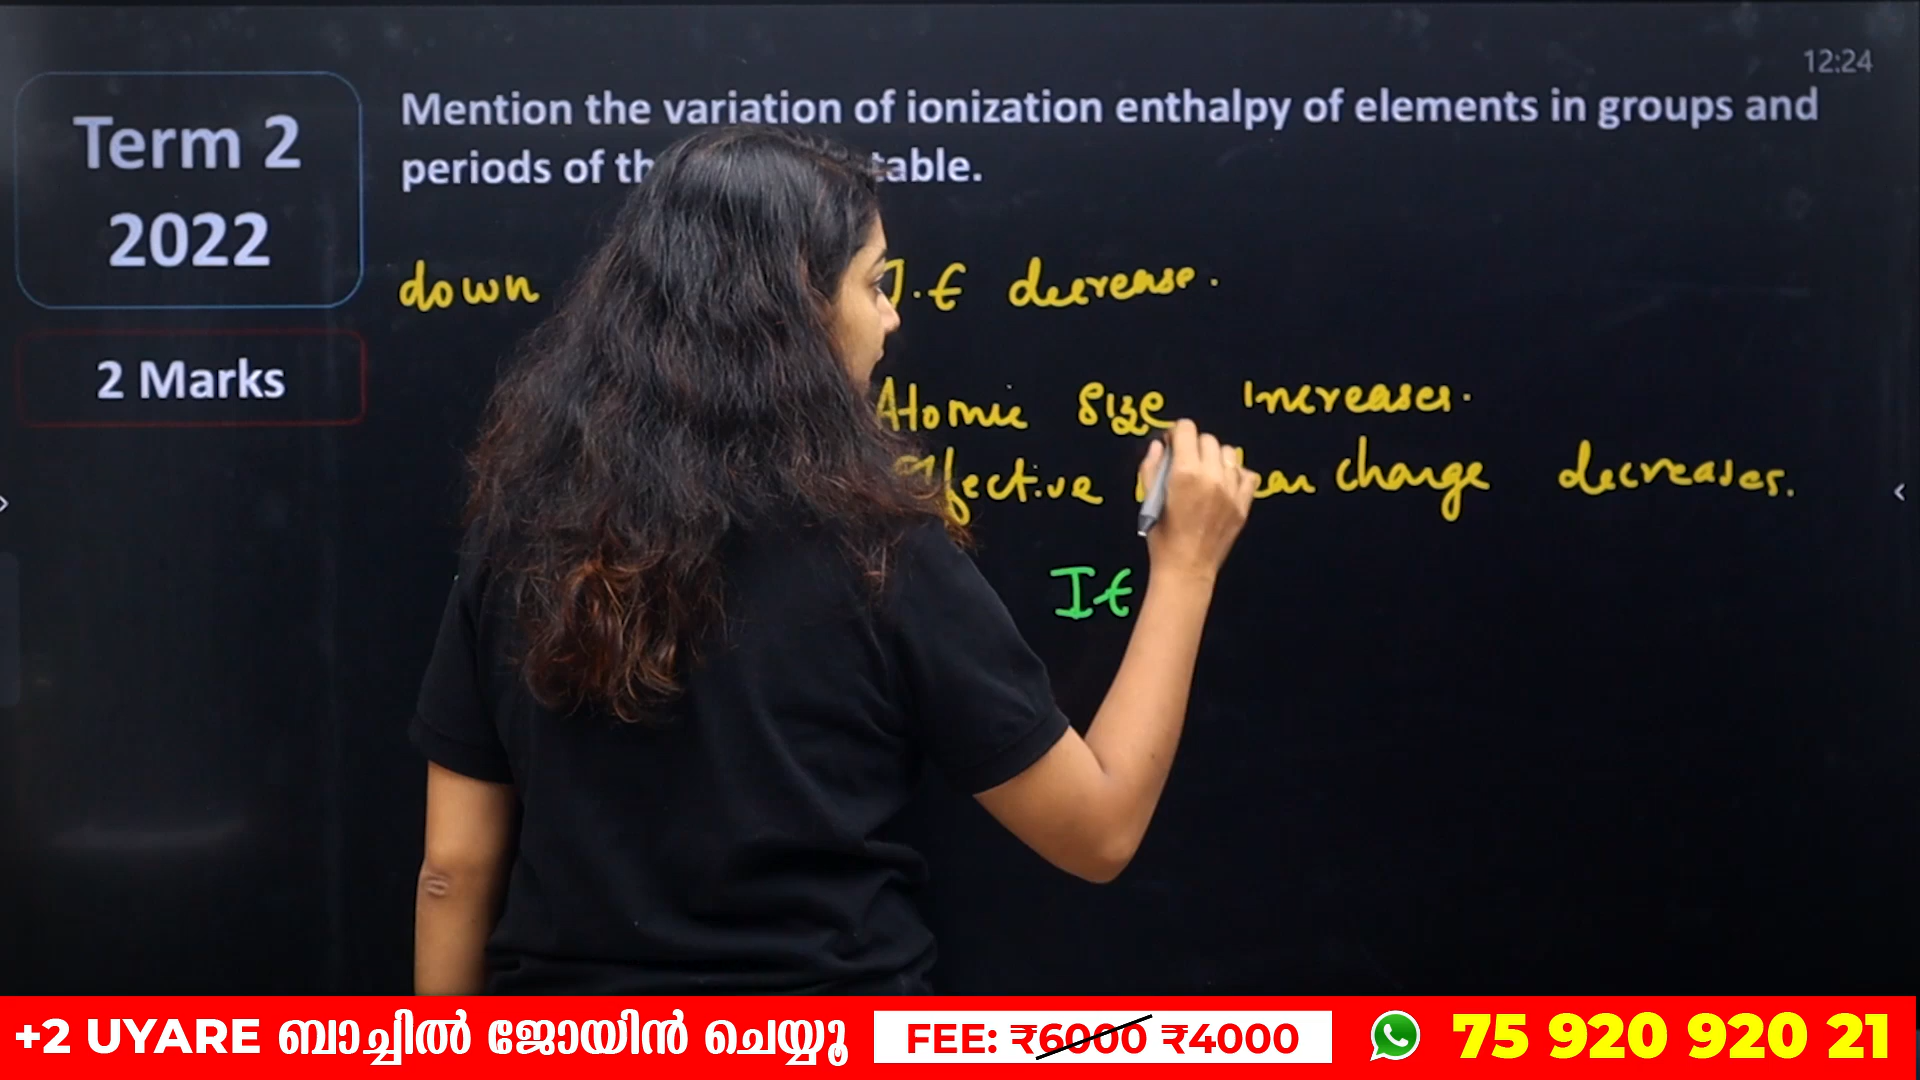 12:24
Term 2
2022
2 Marks
Mention the variation of ionization enthalpy of elements in groups and
periods of th table.
down I.E decrease.
Atomic size increases.
Effective charge decreases.
IE
+2 UYARE ബാച്ചിൽ ജോയിൻ ചെയ്യൂ
FEE: ₹6000 ₹4000
75 920 920 21